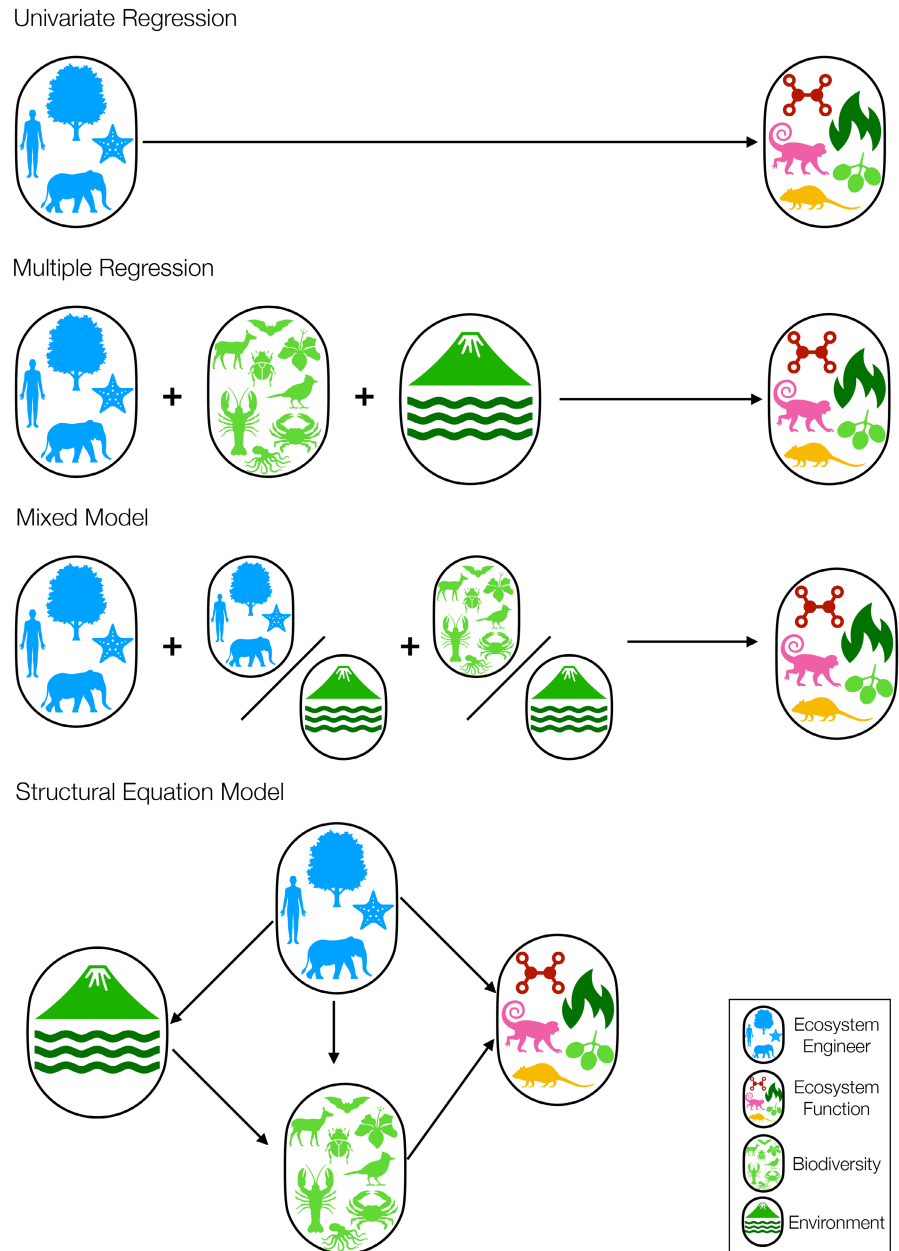 Univariate Regression
Multiple Regression
+
+
Mixed Model
+
+
Structural Equation Model
Ecosystem
Engineer
Ecosystem
Function
Biodiversity
Environment